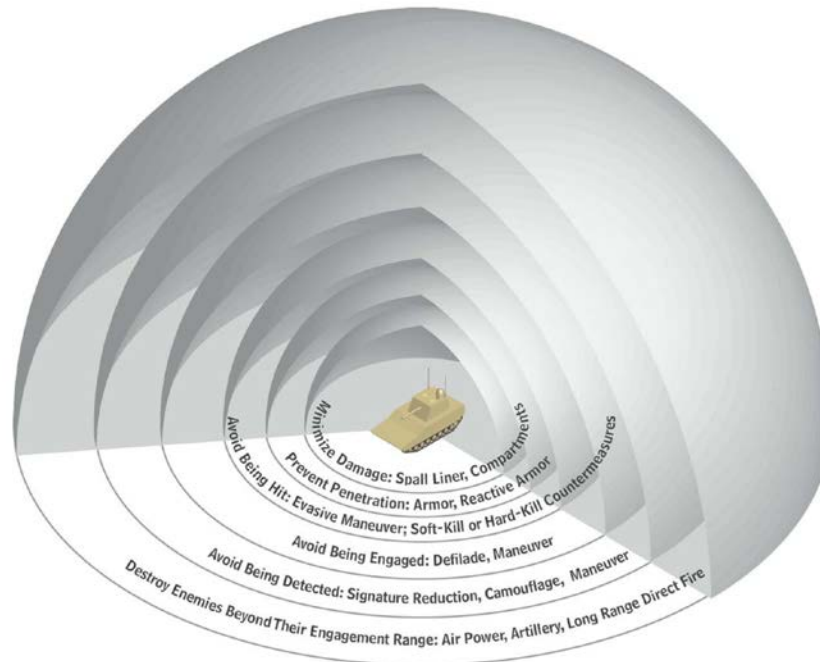 Minimize Damage: Spall Liner, Compartments
Prevent Penetration: Armor, Reactive Armor
Avoid Being Hit: Evasive Maneuver; Soft-Kill or Hard-Kill Countermeasures
Avoid Being Engaged: Defilade, Maneuver
Avoid Being Detected: Signature Reduction, Camouflage, Maneuver
Destroy Enemies Beyond Their Engagement Range: Air Power, Artillery, Long Range Direct Fire